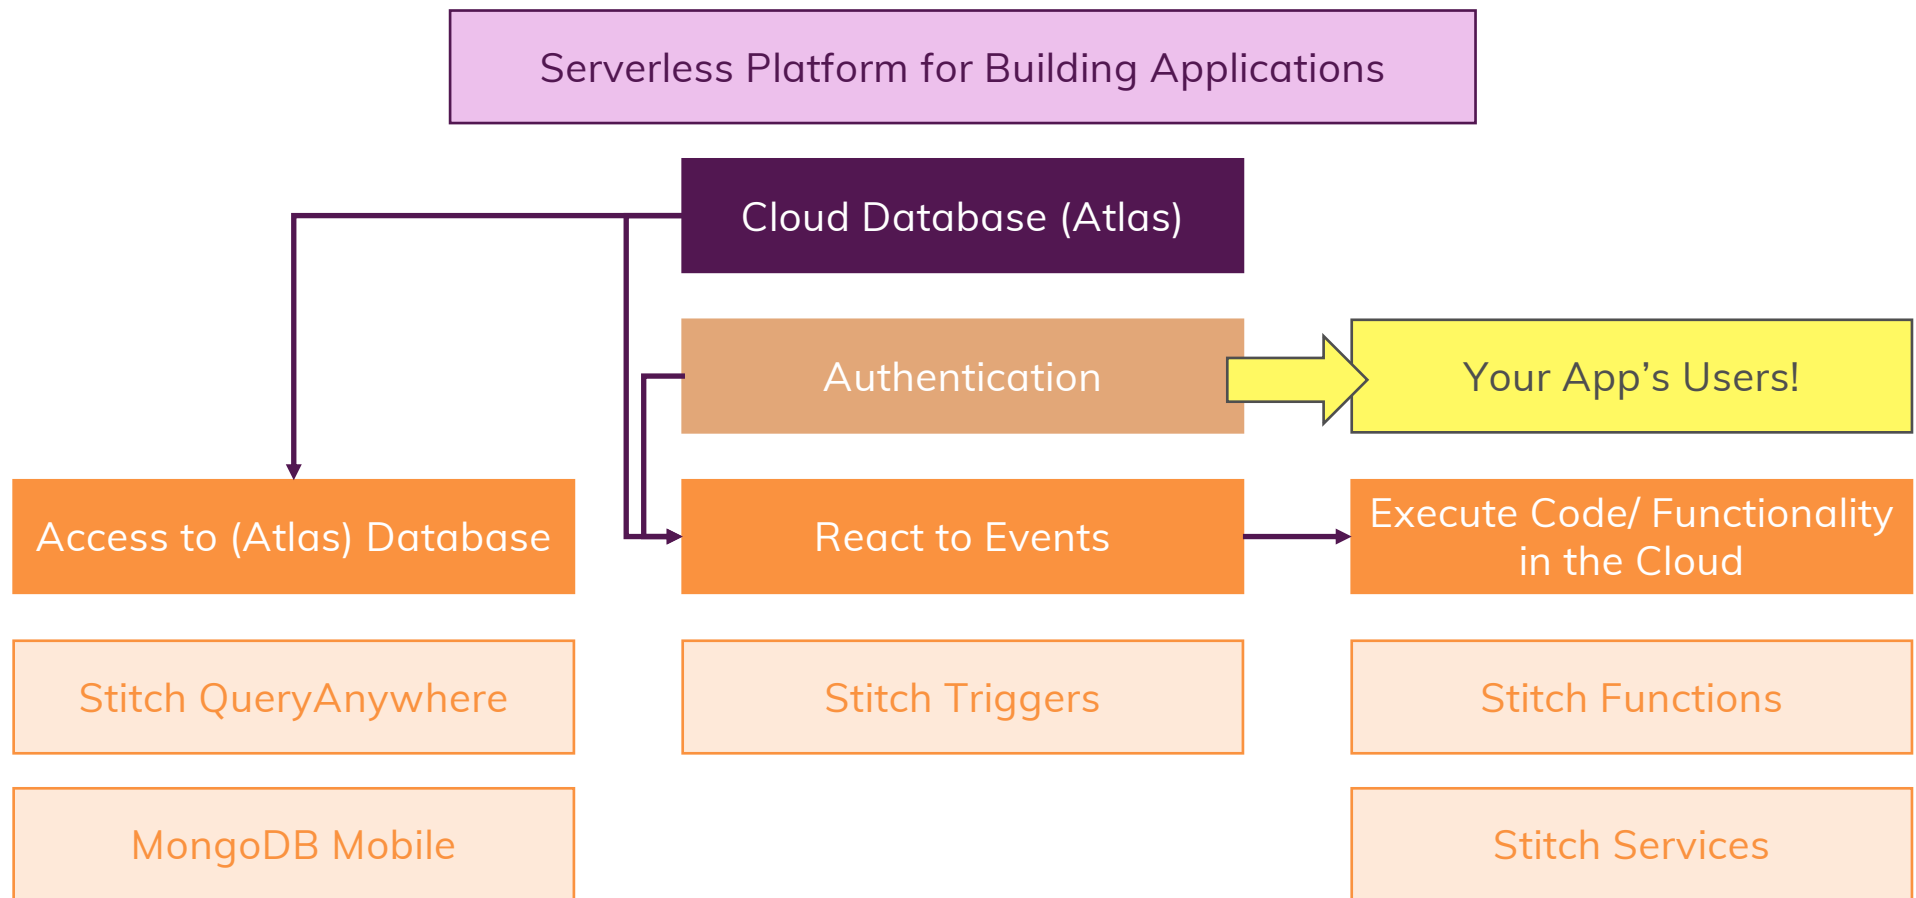 Serverless Platform for Building Applications
Cloud Database (Atlas)
Authentication
Your App’s Users!
Access to (Atlas) Database
React to Events
Execute Code/ Functionality
in the Cloud
Stitch QueryAnywhere
Stitch Triggers
Stitch Functions
MongoDB Mobile
Stitch Services